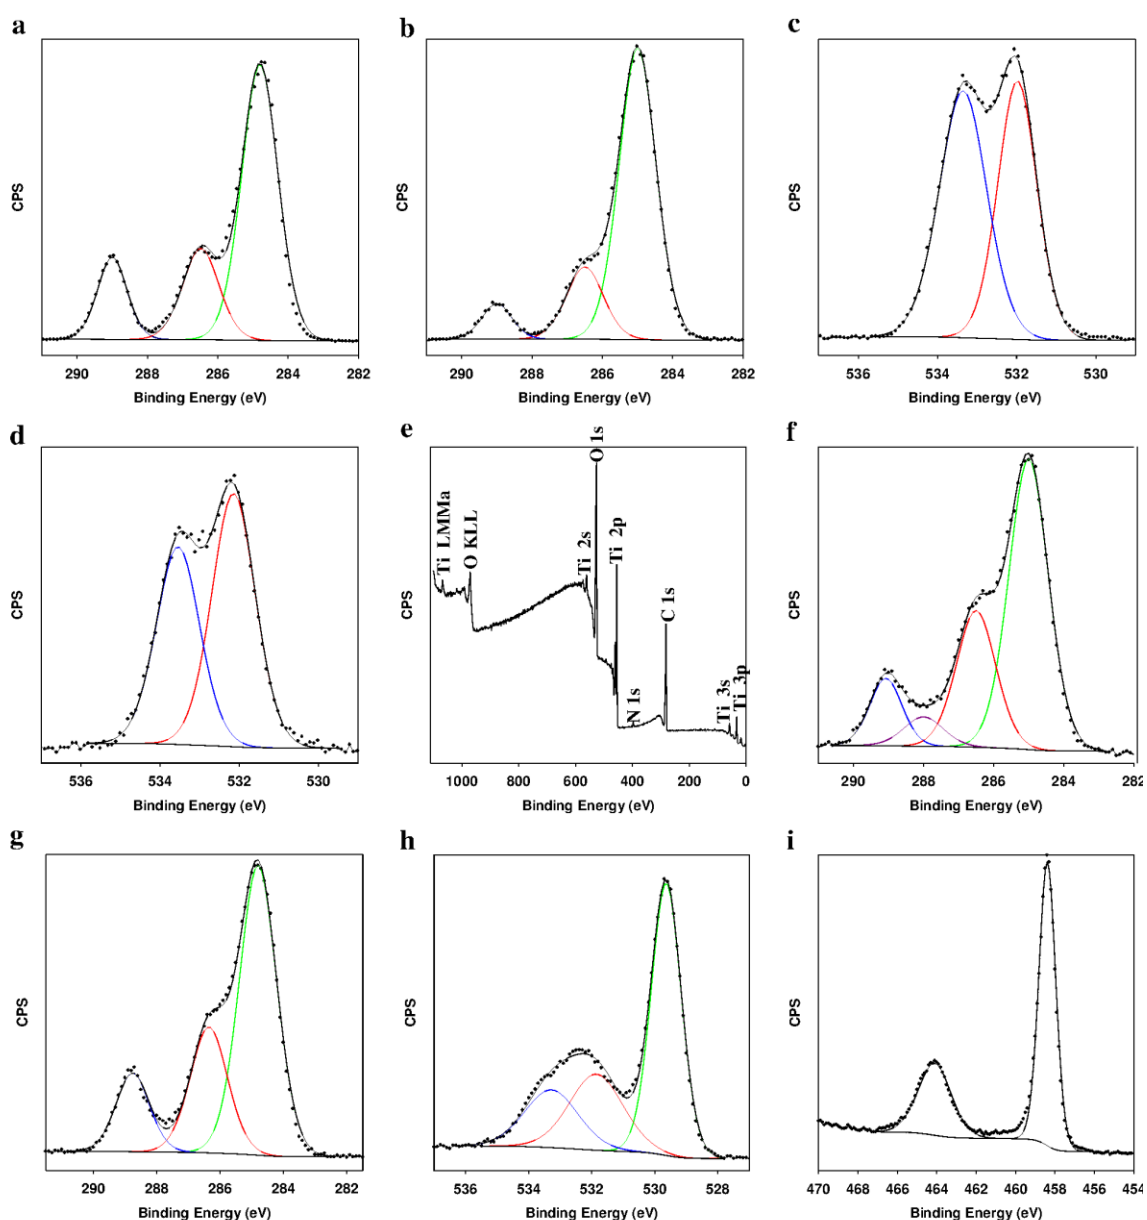 a
CPS
290 288 286 284 282
Binding Energy (eV)
b
CPS
290 288 286 284 282
Binding Energy (eV)
c
CPS
536 534 532 530
Binding Energy (eV)
d
CPS
536 534 532 530
Binding Energy (eV)
e
CPS
Ti LMMa
O KLL
Ti 2s
O 1s
Ti 2p
N 1s
C 1s
Ti 3s
Ti 3p
1000 800 600 400 200 0
Binding Energy (eV)
f
CPS
290 288 286 284 282
Binding Energy (eV)
g
CPS
290 288 286 284 282
Binding Energy (eV)
h
CPS
536 534 532 530 528
Binding Energy (eV)
i
CPS
470 468 466 464 462 460 458 456 454
Binding Energy (eV)